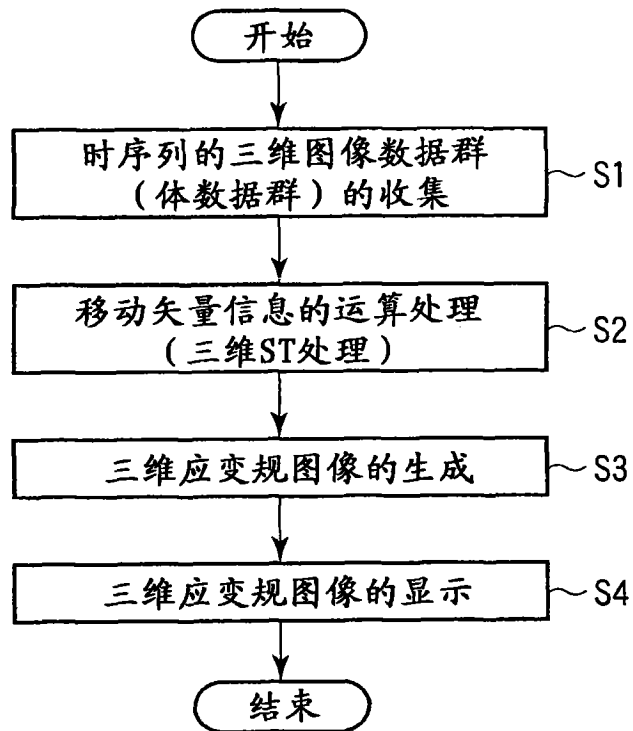 开始
时序列的三维图像数据群
(体数据群)的收集
S1
移动矢量信息的运算处理
(三维ST处理)
S2
三维应变规图像的生成
S3
三维应变规图像的显示
S4
结束